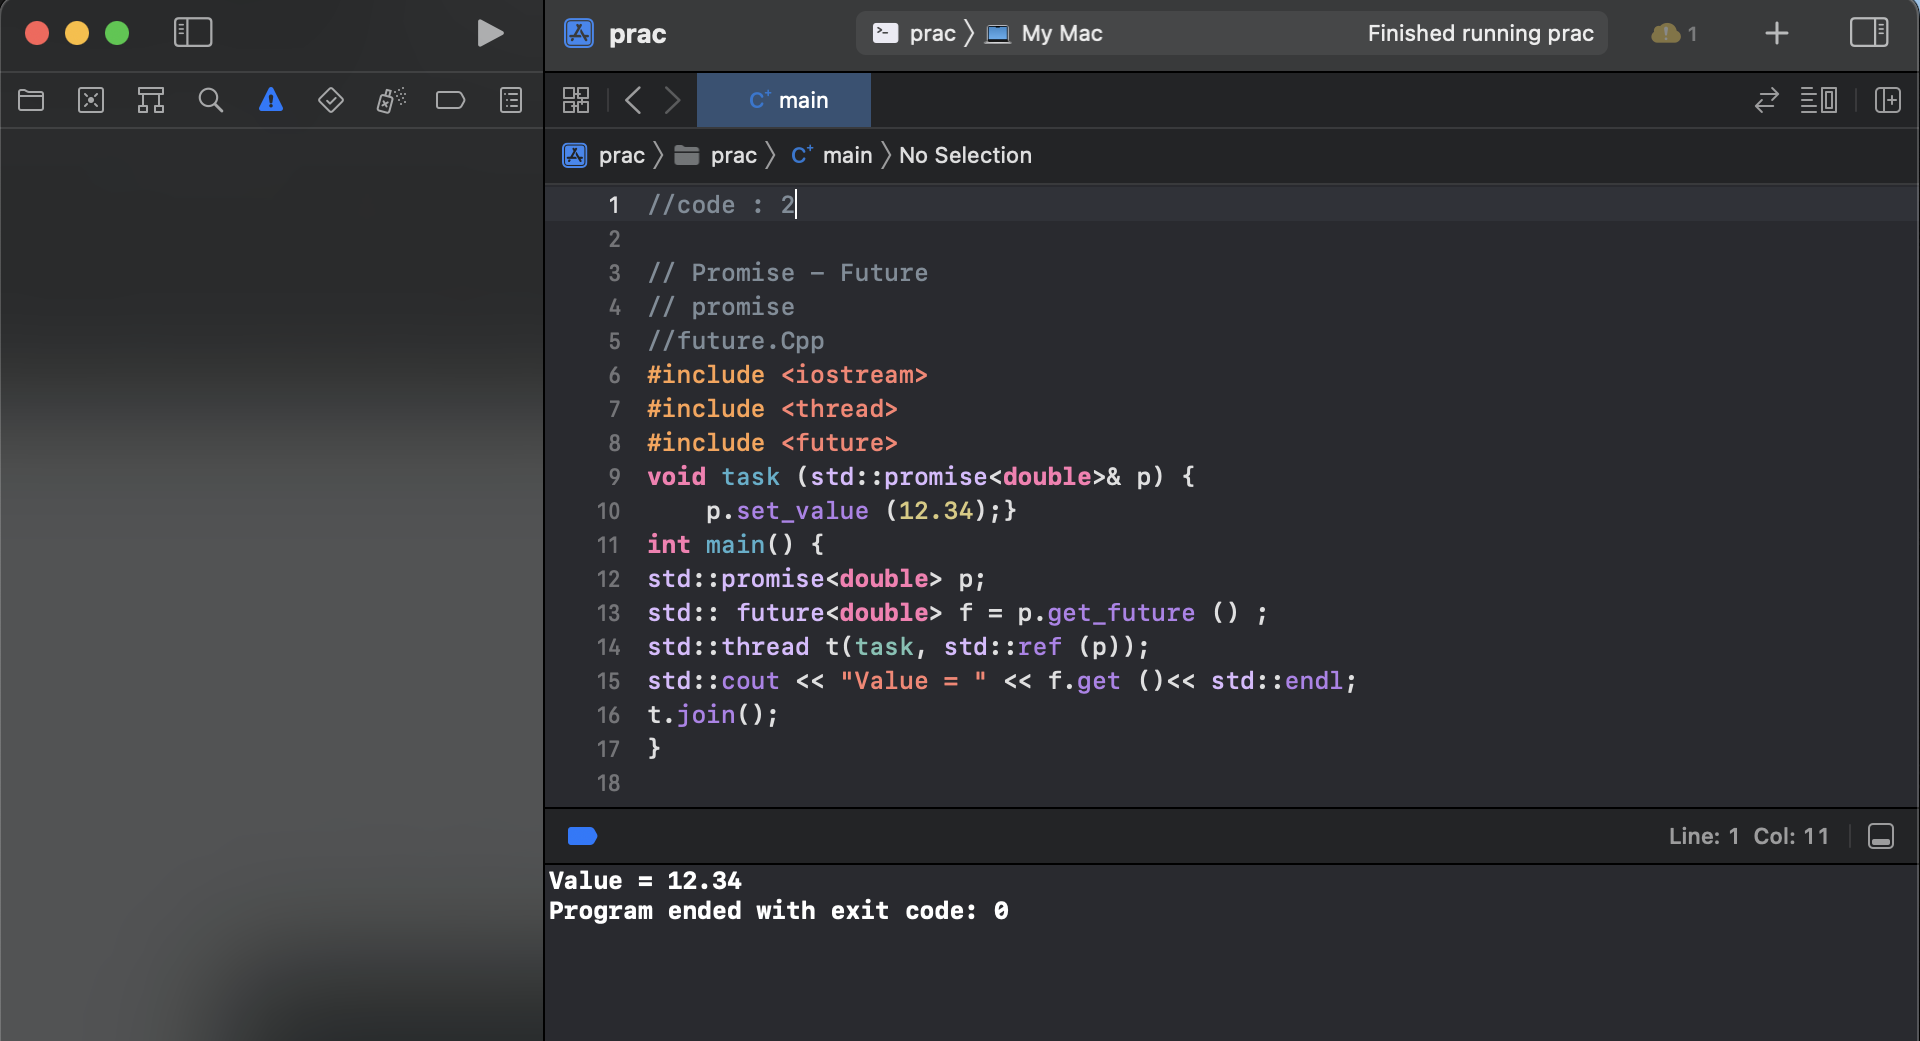 prac
prac 〉 My Mac
Finished running prac
1
C+ main
prac 〉 prac 〉 C+ main 〉 No Selection
1 //code : 2
2
3 // Promise – Future
4 // promise
5 //future.Cpp
6 #include <iostream>
7 #include <thread>
8 #include <future>
9 void task (std::promise<double>& p) {
10     p.set_value (12.34);}
11 int main() {
12 std::promise<double> p;
13 std:: future<double> f = p.get_future () ;
14 std::thread t(task, std::ref (p));
15 std::cout << "Value = " << f.get ()<< std::endl;
16 t.join();
17 }
18
Line: 1 Col: 11
Value = 12.34
Program ended with exit code: 0